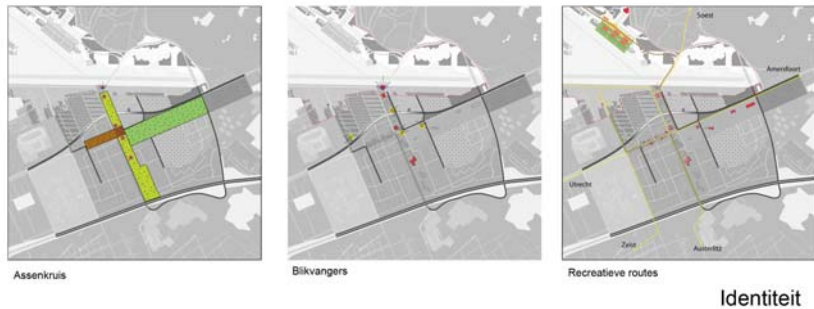 Soest
Amersfoort
Utrecht
Zeist
Austerlitz
Assenkruis
Blikvangers
Recreatieve routes
Identiteit